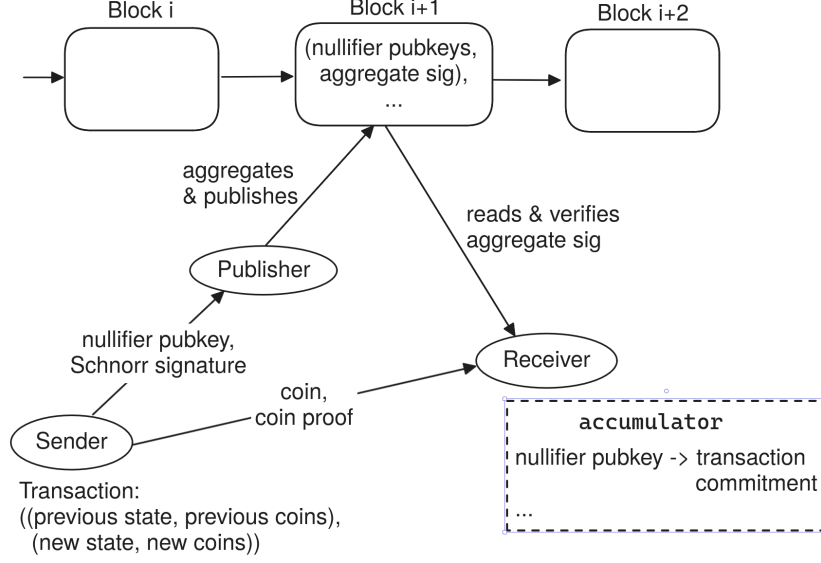 Block i
Block i+1
Block i+2
(nullifier pubkeys,
aggregate sig),
...
aggregates
& publishes
reads & verifies
aggregate sig
Publisher
nullifier pubkey,
Schnorr signature
Receiver
coin,
coin proof
Sender
accumulator
nullifier pubkey -> transaction
commitment
...
Transaction:
((previous state, previous coins),
(new state, new coins))